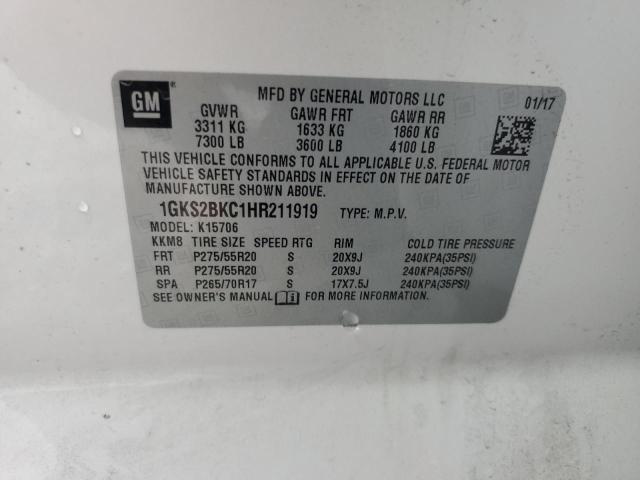 GM
MFD BY GENERAL MOTORS LLC 01/17
GVWR GAWR FRT GAWR RR
3311 KG 1633 KG 1860 KG
7300 LB 3600 LB 4100 LB
THIS VEHICLE CONFORMS TO ALL APPLICABLE U.S. FEDERAL MOTOR
VEHICLE SAFETY STANDARDS IN EFFECT ON THE DATE OF
MANUFACTURE SHOWN ABOVE.
1GKS2BKC1HR211919 TYPE: M.P.V.
MODEL: K15706
KKM8 TIRE SIZE SPEED RTG RIM COLD TIRE PRESSURE
FRT P275/55R20 S 20X9J 240KPA(35PSI)
RR P275/55R20 S 20X9J 240KPA(35PSI)
SPA P265/70R17 S 17X7.5J 240KPA(35PSI)
SEE OWNER'S MANUAL FOR MORE INFORMATION.